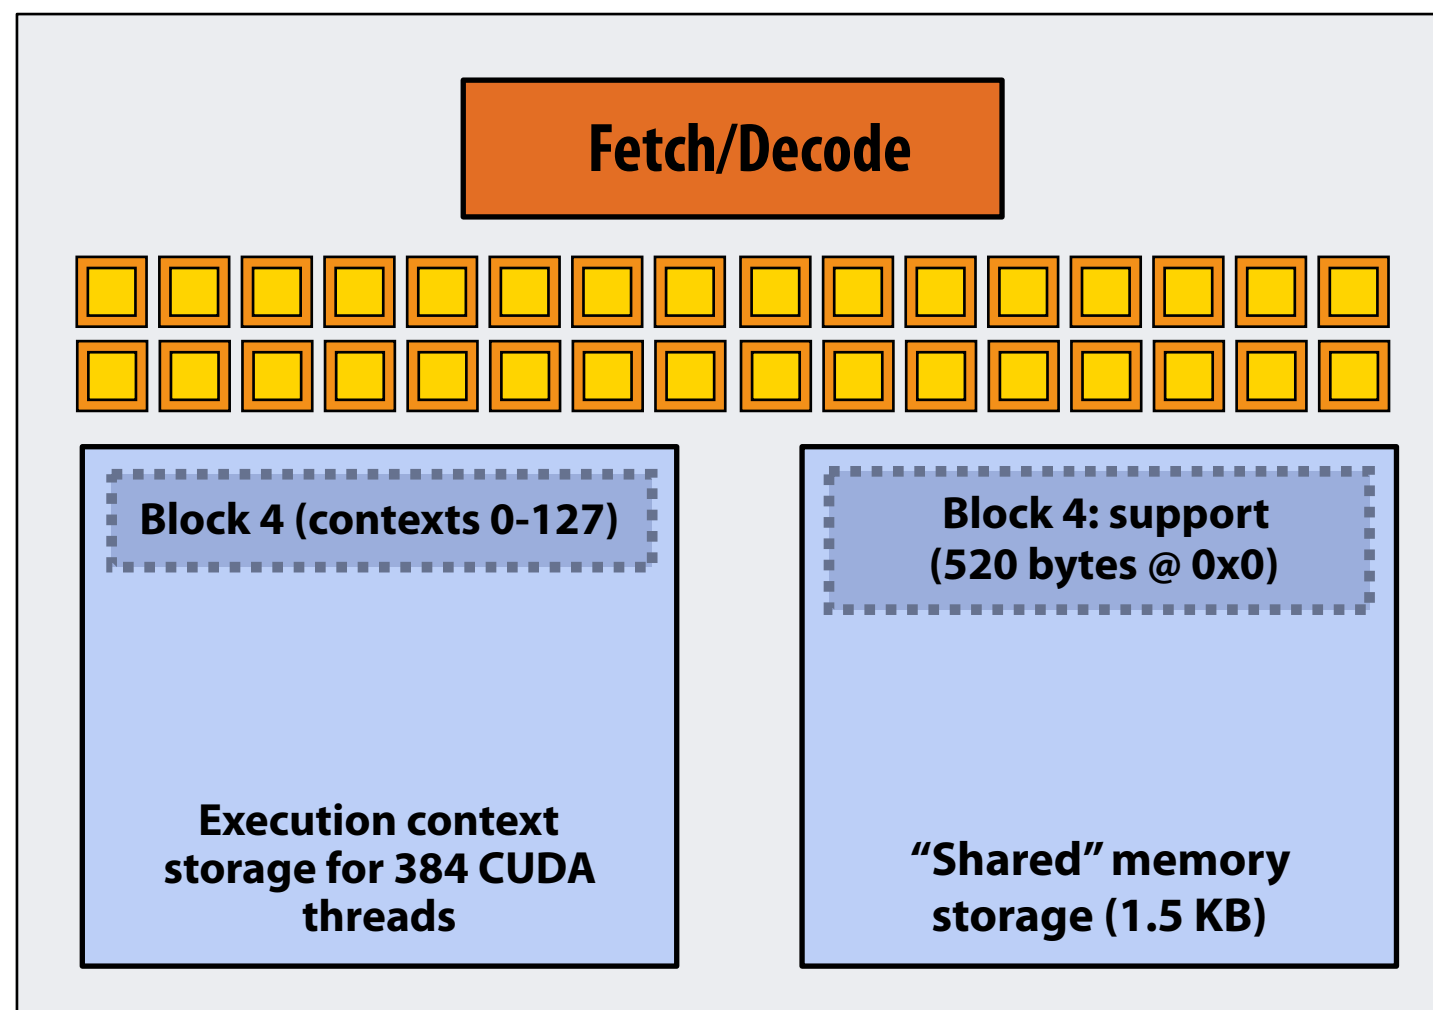 Fetch/Decode
Block 4 (contexts 0-127)
Block 4: support
(520 bytes @ 0x0)
Execution context
storage for 384 CUDA
threads
“Shared” memory
storage (1.5 KB)